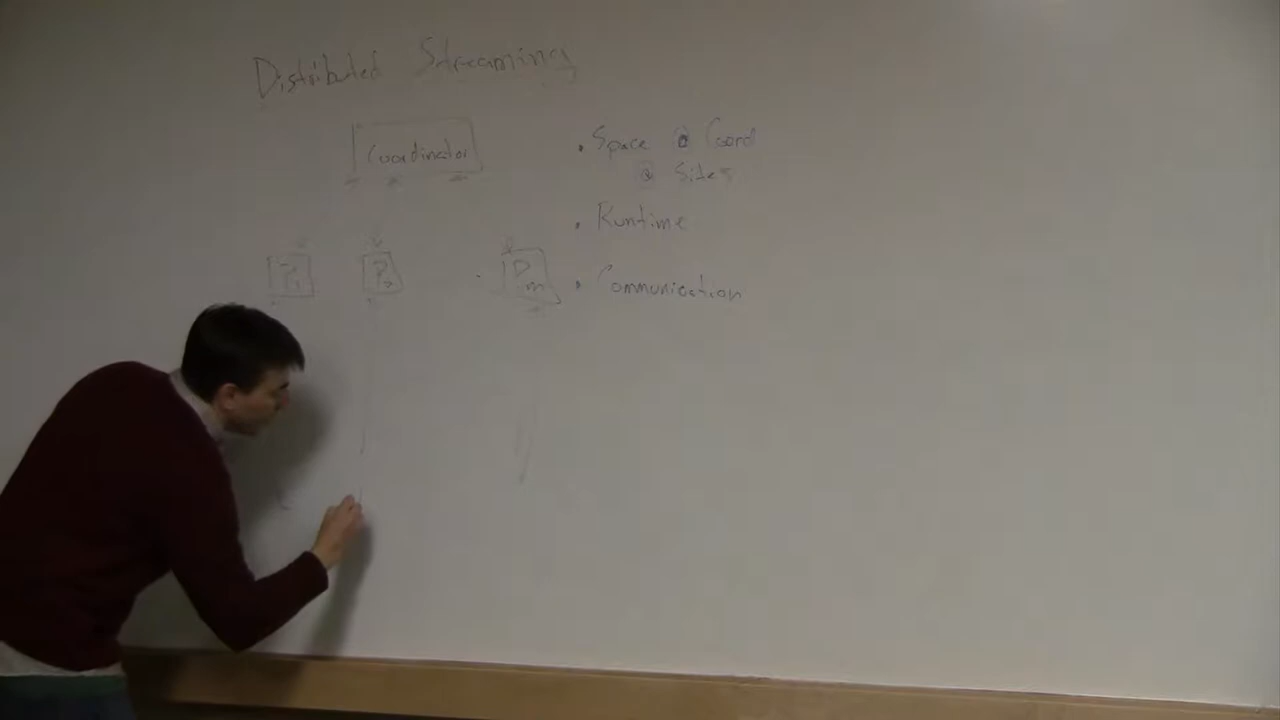 Distributed Streaming
Coordinator
• Space @ Coord
@ Sites
• Runtime
P1 P2 Pm
• Communication